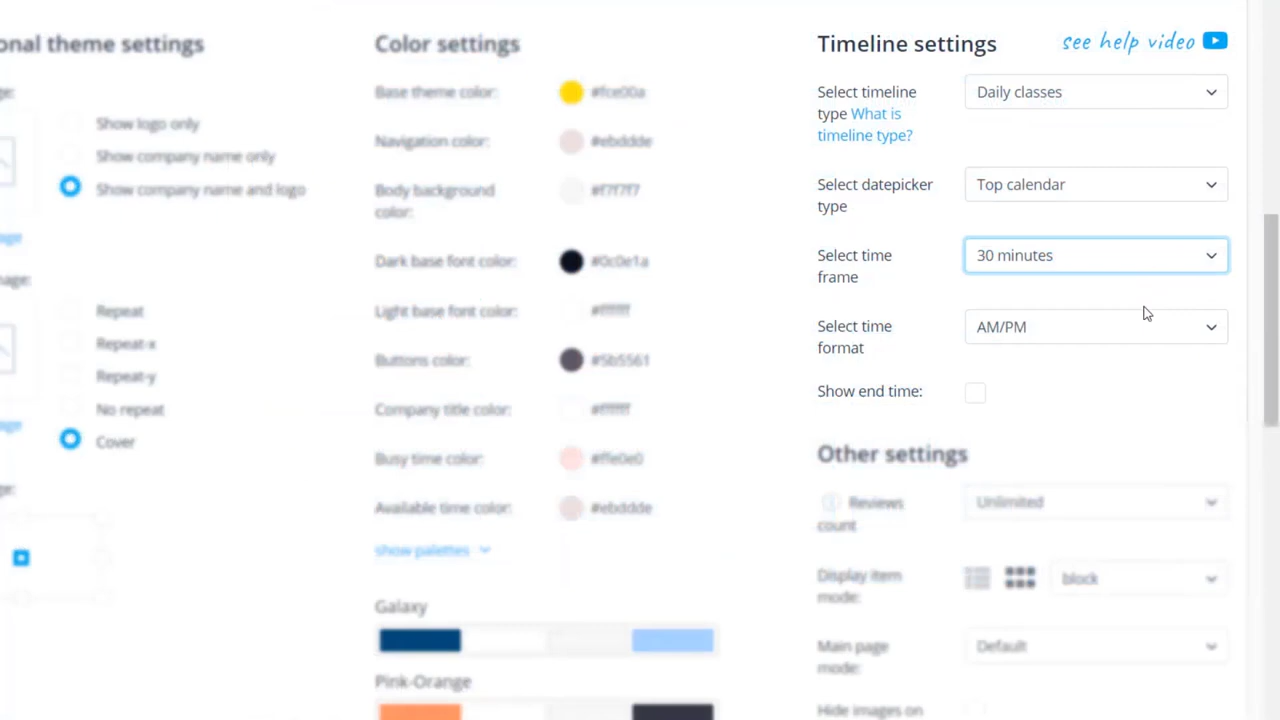 onal theme settings
ge:
Show logo only
Show company name only
Show company name and logo
age
nage:
Repeat
Repeat-x
Repeat-y
No repeat
Cover
age
ge:
Color settings
Base theme color: #fce00a
Navigation color: #ebddde
Body background
color: #f7f7f7
Dark base font color: #0c0e1a
Light base font color: #ffffff
Buttons color: #5b5561
Company title color: #ffffff
Busy time color: #ffe0e0
Available time color: #ebddde
show palettes
Galaxy
Pink-Orange
Timeline settings
see help video
Select timeline
type What is
timeline type?
Daily classes
Select datepicker
type
Top calendar
Select time
frame
30 minutes
Select time
format
AM/PM
Show end time:
Other settings
Reviews
count
Unlimited
Display item
mode:
block
Main page
mode:
Default
Hide images on